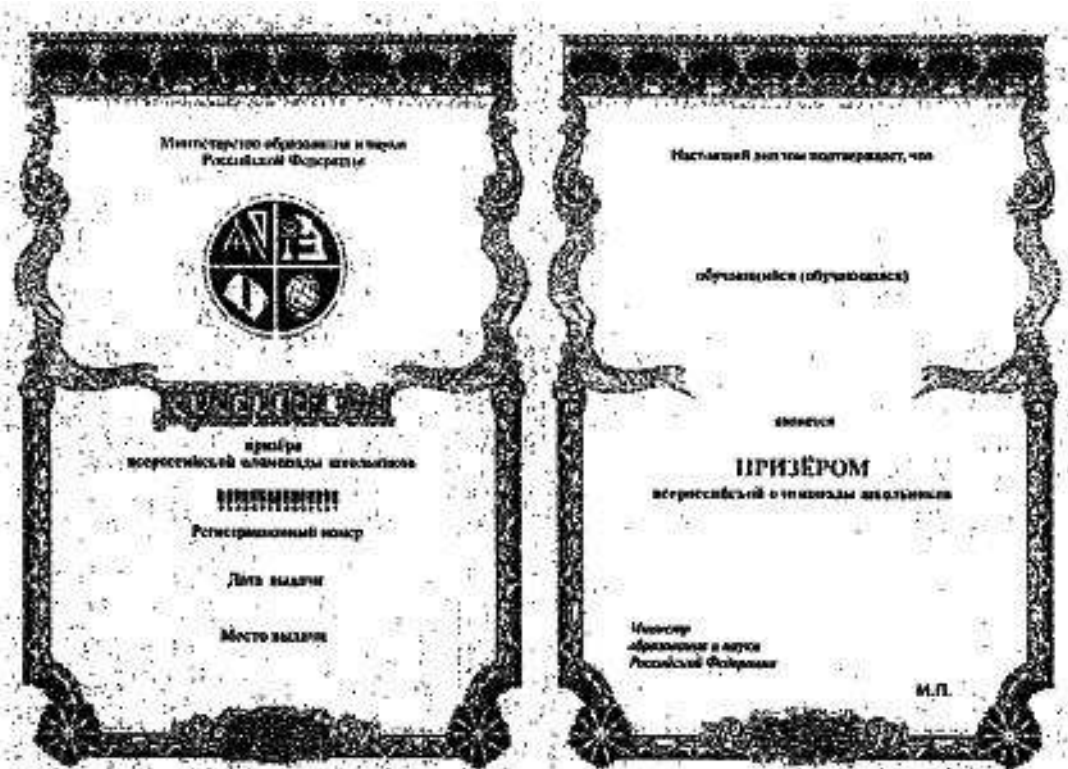 Министерство образования и науки
Российской Федерации
призёра
всероссийской олимпиады школьников
Регистрационный номер
Дата выдачи
Место выдачи
Настоящий диплом подтверждает, что
обучающийся (обучающаяся)
является
ПРИЗЁРОМ
всероссийской олимпиады школьников
Министр
образования и науки
Российской Федерации
М.П.